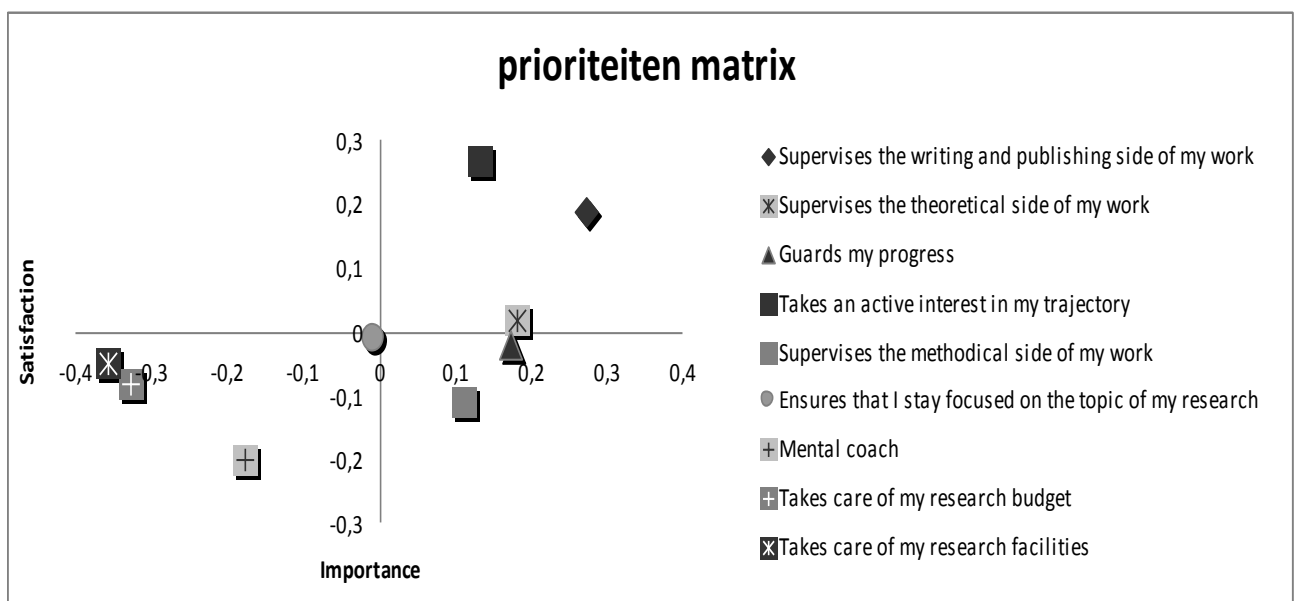 prioriteiten matrix
0,3
0,2
0,1
0
-0,1
-0,2
-0,3
-0,4 -0,3 -0,2 0 0,1 0,2 0,3 0,4
Satisfaction
Importance
Supervises the writing and publishing side of my work
Supervises the theoretical side of my work
Guards my progress
Takes an active interest in my trajectory
Supervises the methodical side of my work
Ensures that I stay focused on the topic of my research
Mental coach
Takes care of my research budget
Takes care of my research facilities